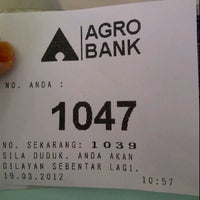 AGRO
BANK
NO. ANDA :
1047
NO. SEKARANG: 1039
SILA DUDUK. ANDA AKAN
DILAYAN SEBENTAR LAGI.
19.03.2012 10:57